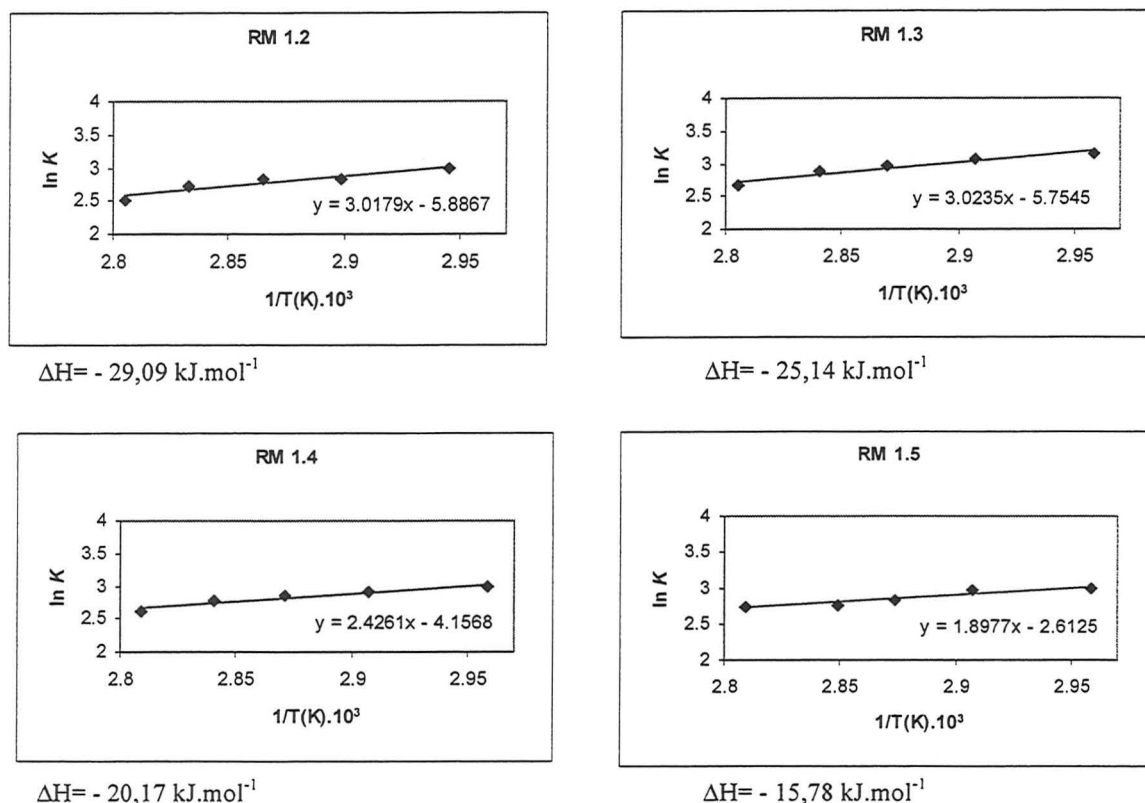 RM 1.2
4
3.5
3
2.5
2
ln K
y = 3.0179x - 5.8867
2.8 2.85 2.9 2.95
1/T(K).10³
ΔH= - 29,09 kJ.mol⁻¹
RM 1.3
4
3.5
3
2.5
2
ln K
y = 3.0235x - 5.7545
2.8 2.85 2.9 2.95
1/T(K).10³
ΔH= - 25,14 kJ.mol⁻¹
RM 1.4
4
3.5
3
2.5
2
ln K
y = 2.4261x - 4.1568
2.8 2.85 2.9 2.95
1/T(K).10³
ΔH= - 20,17 kJ.mol⁻¹
RM 1.5
4
3.5
3
2.5
2
ln K
y = 1.8977x - 2.6125
2.8 2.85 2.9 2.95
1/T(K).10³
ΔH= - 15,78 kJ.mol⁻¹